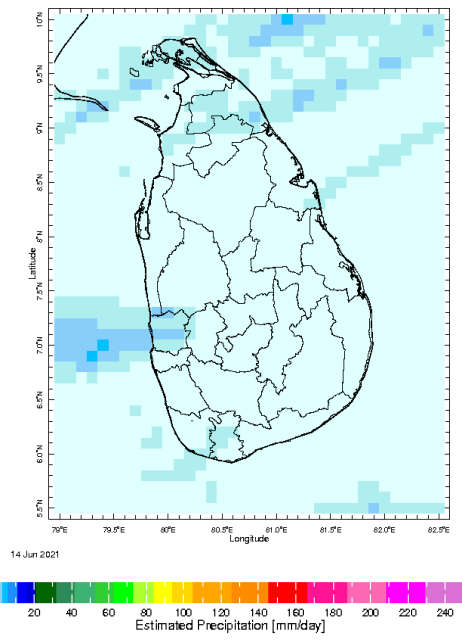 10°N
9.5°N
9°N
8.5°N
8°N
7.5°N
7.0°N
6.5°N
6.0°N
5.5°N
Latitude
79°E 79.5°E 80°E 80.5°E 81.0°E 81.5°E 82.0°E 82.5°E
Longitude
14 Jun 2021
20 40 60 80 100 120 140 160 180 200 220 240
Estimated Precipitation [mm/day]